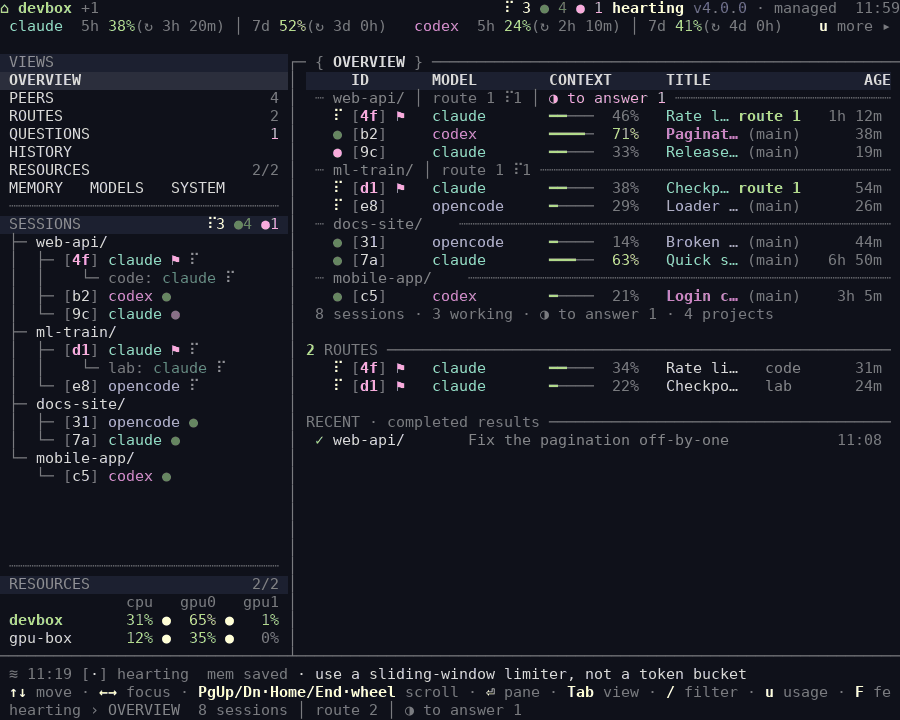 ⌂ devbox +1 ⠏ 3 ● 4 ● 1 hearting v4.0.0 · managed 11:59
claude 5h 38%(↻ 3h 20m) │ 7d 52%(↻ 3d 0h) codex 5h 24%(↻ 2h 10m) │ 7d 41%(↻ 4d 0h) u more ▸
VIEWS
OVERVIEW
PEERS 4
ROUTES 2
QUESTIONS 1
HISTORY
RESOURCES 2/2
MEMORY MODELS SYSTEM
SESSIONS ⠏3 ●4 ●1
├─ web-api/
│ ├─ [4f] claude ⚑ ⠏
│ │ └─ code: claude ⠏
│ ├─ [b2] codex ●
│ └─ [9c] claude ●
├─ ml-train/
│ ├─ [d1] claude ⚑ ⠏
│ │ └─ lab: claude ⠏
│ └─ [e8] opencode ⠏
├─ docs-site/
│ ├─ [31] opencode ●
│ └─ [7a] claude ●
└─ mobile-app/
└─ [c5] codex ●
RESOURCES 2/2
cpu gpu0 gpu1
devbox 31% ● 65% ● 1%
gpu-box 12% ● 35% ● 0%
{ OVERVIEW }
ID MODEL CONTEXT TITLE AGE
web-api/ │ route 1 ⠏1 │ ◑ to answer 1
⠏ [4f] ⚑ claude 46% Rate l… route 1 1h 12m
● [b2] codex 71% Paginat… (main) 38m
● [9c] claude 33% Release… (main) 19m
ml-train/ │ route 1 ⠏1
⠏ [d1] ⚑ claude 38% Checkp… route 1 54m
⠏ [e8] opencode 29% Loader … (main) 26m
docs-site/
● [31] opencode 14% Broken … (main) 44m
● [7a] claude 63% Quick s… (main) 6h 50m
mobile-app/
● [c5] codex 21% Login c… (main) 3h 5m
8 sessions · 3 working · ◑ to answer 1 · 4 projects
2 ROUTES
⠏ [4f] ⚑ claude 34% Rate li… code 31m
⠏ [d1] ⚑ claude 22% Checkpo… lab 24m
RECENT · completed results
✓ web-api/ Fix the pagination off-by-one 11:08
≋ 11:19 [·] hearting mem saved · use a sliding-window limiter, not a token bucket
↑↓ move · ←→ focus · PgUp/Dn·Home/End·wheel scroll · ⏎ pane · Tab view · / filter · u usage · F fe
hearting › OVERVIEW 8 sessions │ route 2 │ ◑ to answer 1